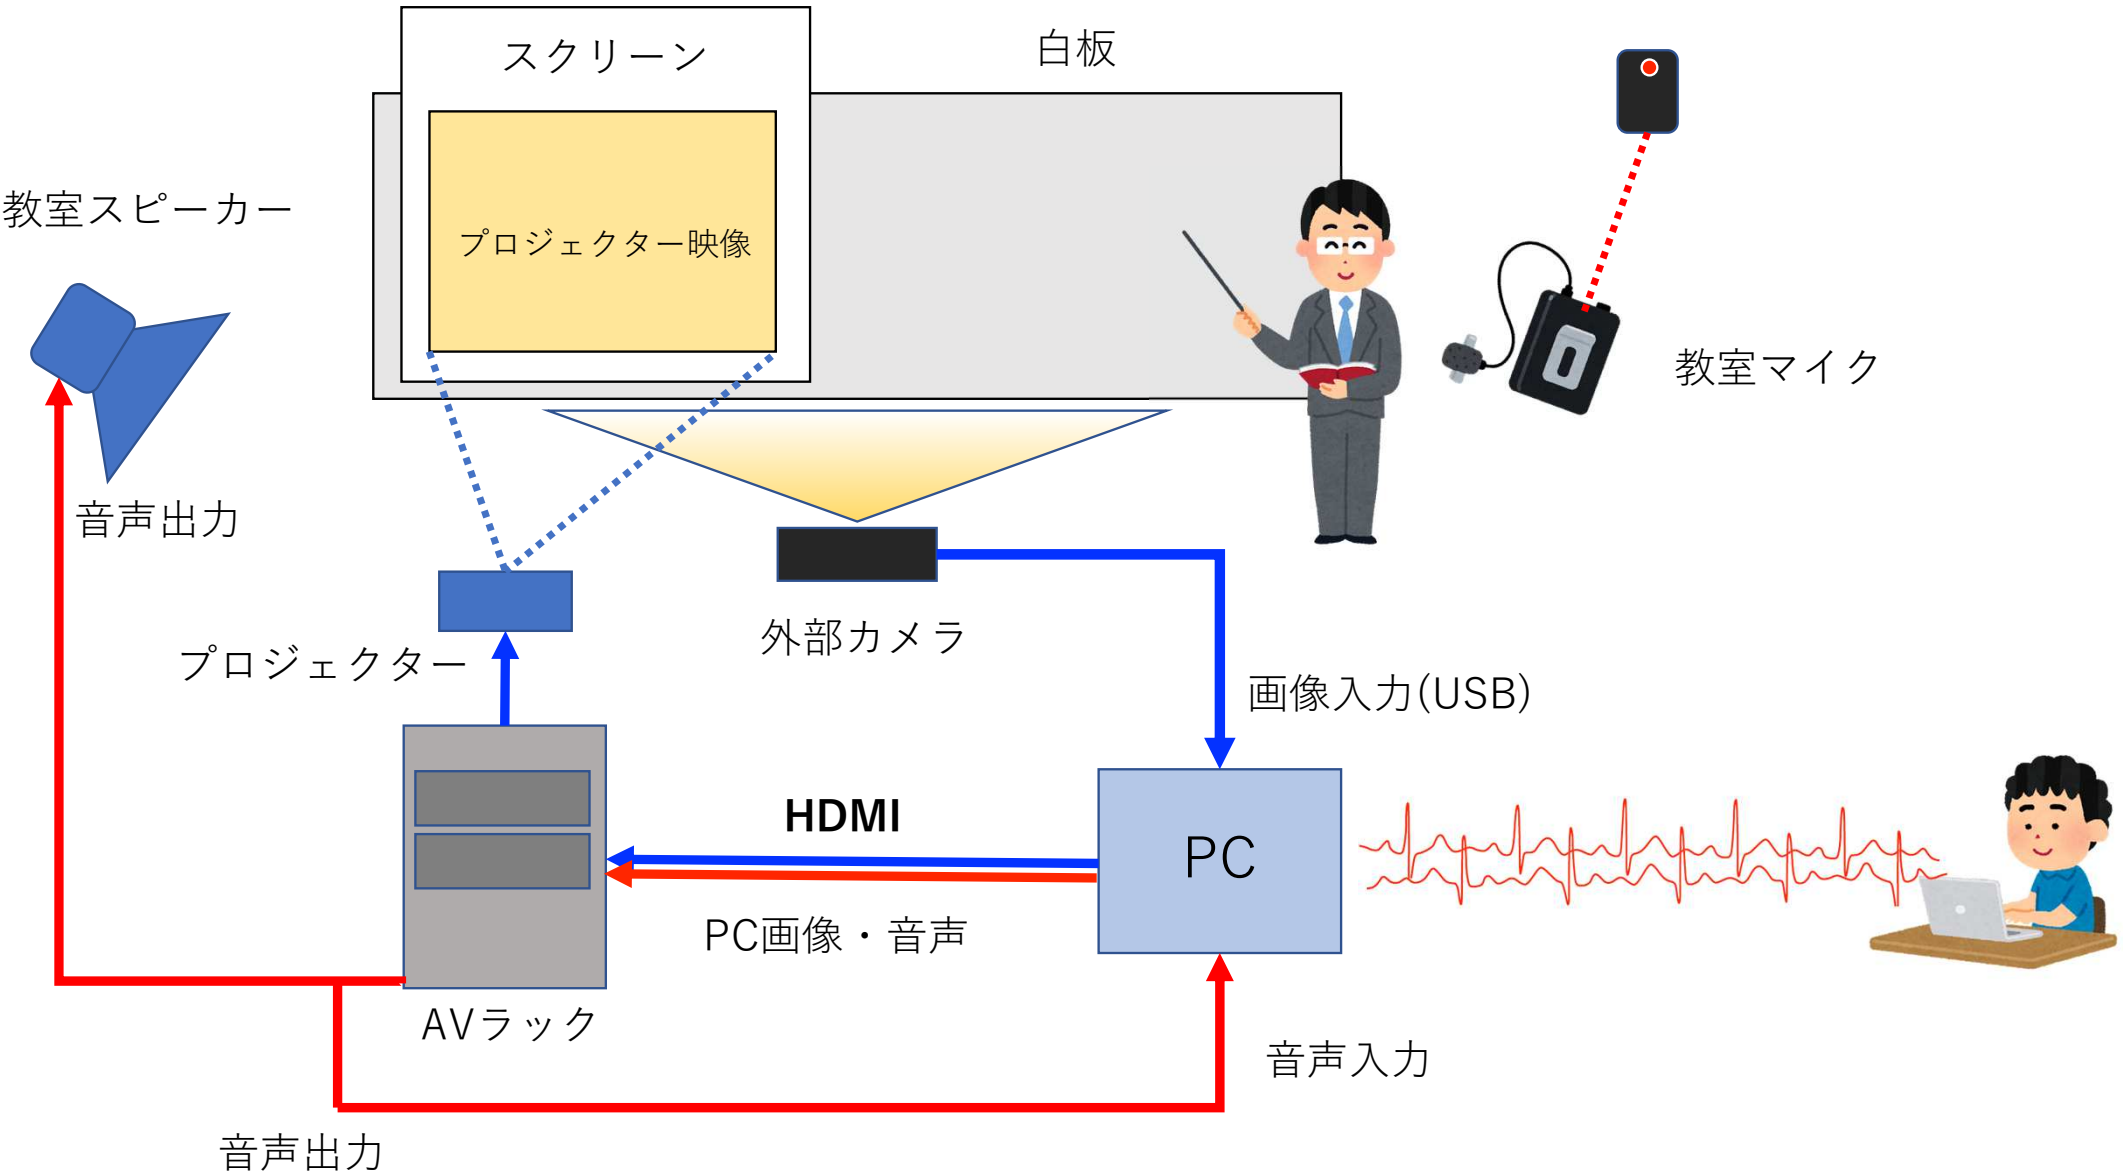 スクリーン
白板
教室スピーカー
プロジェクター映像
教室マイク
音声出力
外部カメラ
プロジェクター
画像入力(USB)
HDMI
PC
PC画像・音声
AVラック
音声入力
音声出力